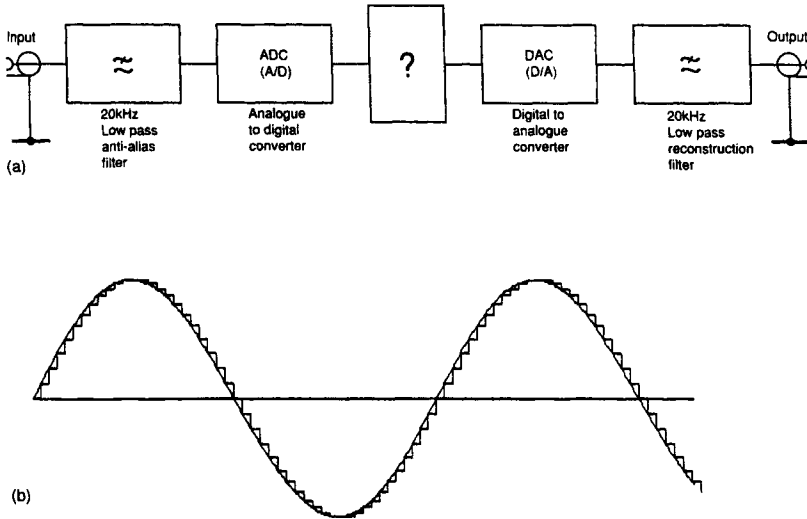 Input
ADC
(A/D)
?
DAC
(D/A)
Output
20kHz
Low pass
anti-alias
filter
Analogue
to digital
converter
Digital to
analogue
converter
20kHz
Low pass
reconstruction
filter
(a)
(b)